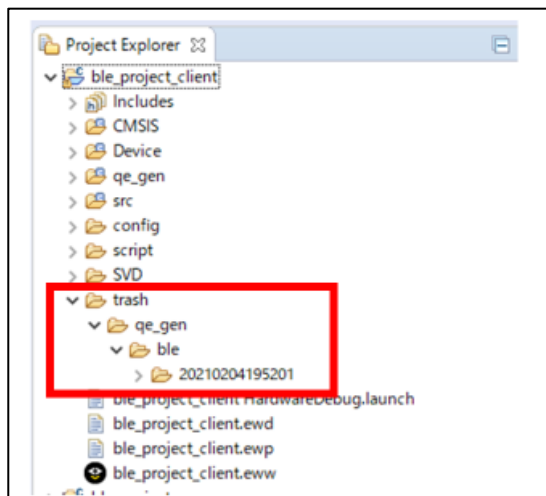 Project Explorer
ble_project_client
Includes
CMSIS
Device
qe_gen
src
config
script
SVD
trash
qe_gen
ble
20210204195201
ble_project_client HardwareDebug.launch
ble_project_client.ewd
ble_project_client.ewp
ble_project_client.eww